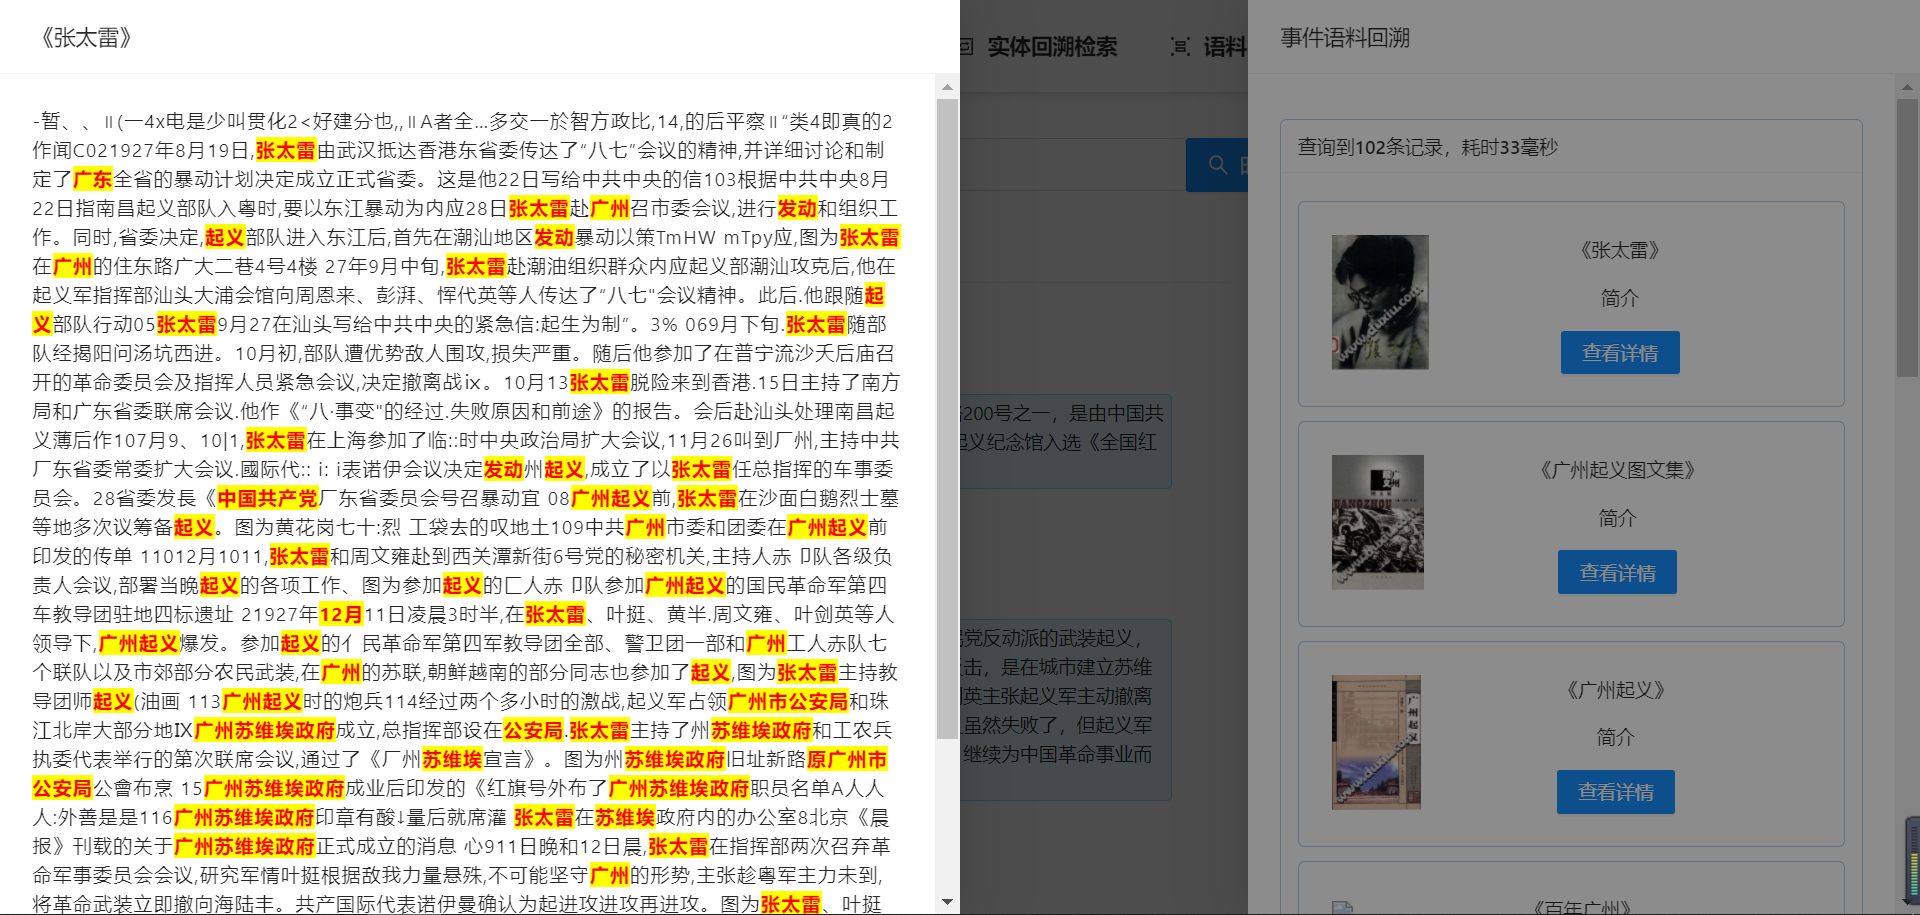 《张太雷》
-暂、、॥(一4x电是少叫贯化2<好建分也,,॥A者全...多交一於智方政比,14,的后平察॥“类4即真的2
作闻C021927年8月19日,张太雷由武汉抵达香港东省委传达了“八七”会议的精神,并详细讨论和制
定了广东全省的暴动计划决定成立正式省委。这是他22日写给中共中央的信103根据中共中央8月
22日指南昌起义部队入粤时,要以东江暴动为内应28日张太雷赴广州召市委会议,进行发动和组织工
作。同时,省委决定,起义部队进入东江后,首先在潮汕地区发动暴动以策TmHW mTpy应,图为张太雷
在广州的住东路广大二巷4号4楼 27年9月中旬,张太雷赴潮油组织群众内应起义部潮汕攻克后,他在
起义军指挥部汕头大浦会馆向周恩来、彭湃、恽代英等人传达了“八七"会议精神。此后.他跟随起
义部队行动05张太雷9月27在汕头写给中共中央的紧急信:起生为制“。3% 069月下旬.张太雷随部
队经揭阳问汤坑西进。10月初,部队遭优势敌人围攻,损失严重。随后他参加了在普宁流沙夭后庙召
开的革命委员会及指挥人员紧急会议,决定撤离战ix。10月13张太雷脱险来到香港.15日主持了南方
局和广东省委联席会议.他作《“八·事变"的经过.失败原因和前途》的报告。会后赴汕头处理南昌起
义薄后作107月9、10|1,张太雷在上海参加了临::时中央政治局扩大会议,11月26叫到厂州,主持中共
厂东省委常委扩大会议.國际代:: i: i表诺伊会议决定发动州起义,成立了以张太雷任总指挥的车事委
员会。28省委发長《中国共产党厂东省委员会号召暴动宜 08广州起义前,张太雷在沙面白鹅烈士墓
等地多次议筹备起义。图为黄花岗七十:烈 工袋去的叹地土109中共广州市委和团委在广州起义前
印发的传单 11012月1011,张太雷和周文雍赴到西关潭新街6号党的秘密机关,主持人赤卩队各级负
责人会议,部署当晚起义的各项工作、图为参加起义的匚人赤卩队参加广州起义的国民革命军第四
车教导团驻地四标遗址 21927年12月11日凌晨3时半,在张太雷、叶挺、黄半.周文雍、叶剑英等人
领导下,广州起义爆发。参加起义的亻民革命军第四军教导团全部、警卫团一部和广州工人赤队七
个联队以及市郊部分农民武装,在广州的苏联,朝鲜越南的部分同志也参加了起义,图为张太雷主持教
导团师起义(油画 113广州起义时的炮兵114经过两个多小时的激战,起义军占领广州市公安局和珠
江北岸大部分地IX广州苏维埃政府成立,总指挥部设在公安局.张太雷主持了州苏维埃政府和工农兵
执委代表举行的第次联席会议,通过了《厂州苏维埃宣言》。图为州苏维埃政府旧址新路原广州市
公安局公會布烹 15广州苏维埃政府成业后印发的《红旗号外布了广州苏维埃政府职员名单A人人
人:外善是是116广州苏维埃政府印章有酸↓量后就席灌 张太雷在苏维埃政府内的办公室8北京《晨
报》刊载的关于广州苏维埃政府正式成立的消息 心911日晚和12日晨,张太雷在指挥部两次召弃革
命军事委员会会议,研究军情叶挺根据敌我力量悬殊,不可能坚守广州的形势,主张趁粤军主力未到,
将革命武装立即撤向海陆丰。共产国际代表诺伊曼确认为起进攻进攻再进攻。图为张太雷、叶挺
实体回溯检索
语料
200号之一，是由中国共
起义纪念馆入选《全国红
党反动派的武装起义，
击，是在城市建立苏维
英主张起义军主动撤离
虽然失败了，但起义军
继续为中国革命事业而
事件语料回溯
查询到102条记录，耗时33毫秒
《张太雷》
简介
查看详情
www.duxiu.com
《广州起义图文集》
简介
查看详情
《广州起义》
简介
查看详情
广州起义
《百年广州》